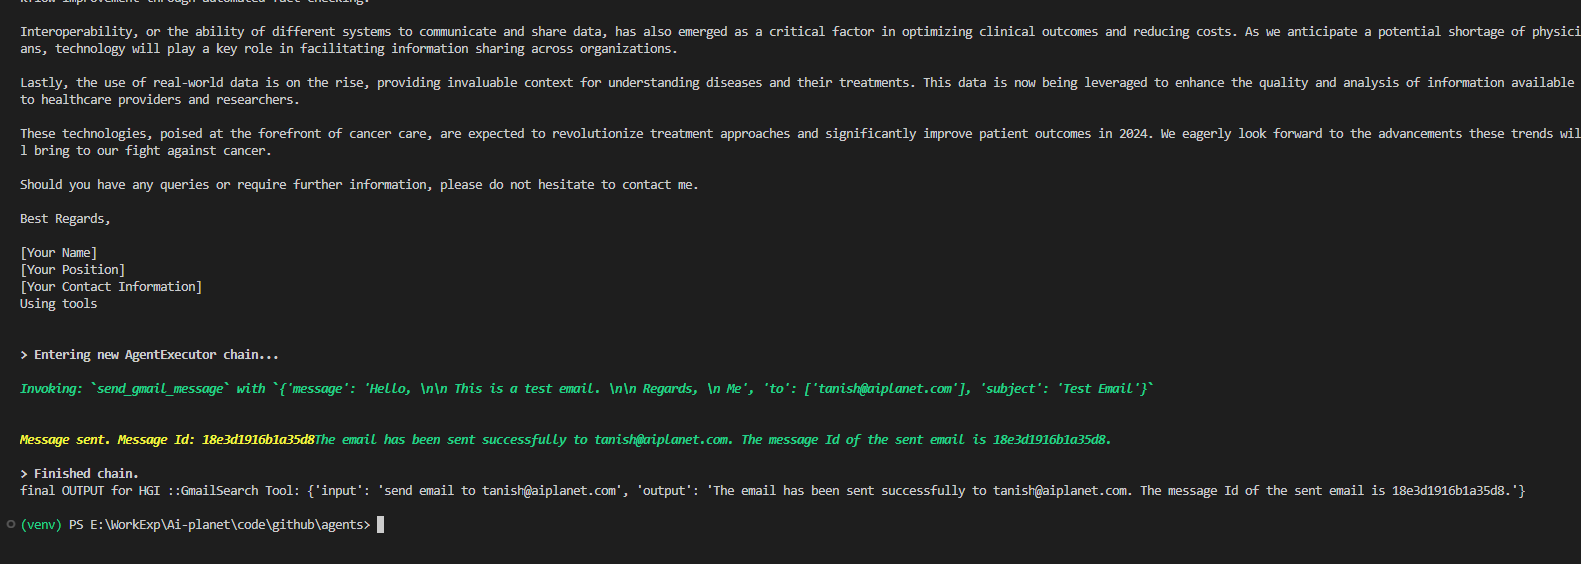 kflow improvement through automated fact checking.
Interoperability, or the ability of different systems to communicate and share data, has also emerged as a critical factor in optimizing clinical outcomes and reducing costs. As we anticipate a potential shortage of physici
ans, technology will play a key role in facilitating information sharing across organizations.
Lastly, the use of real-world data is on the rise, providing invaluable context for understanding diseases and their treatments. This data is now being leveraged to enhance the quality and analysis of information available
to healthcare providers and researchers.
These technologies, poised at the forefront of cancer care, are expected to revolutionize treatment approaches and significantly improve patient outcomes in 2024. We eagerly look forward to the advancements these trends wil
l bring to our fight against cancer.
Should you have any queries or require further information, please do not hesitate to contact me.
Best Regards,
[Your Name]
[Your Position]
[Your Contact Information]
Using tools
> Entering new AgentExecutor chain...
Invoking: `send_gmail_message` with `{'message': 'Hello, \n\n This is a test email. \n\n Regards, \n Me', 'to': ['tanish@aiplanet.com'], 'subject': 'Test Email'}`
Message sent. Message Id: 18e3d1916b1a35d8The email has been sent successfully to tanish@aiplanet.com. The message Id of the sent email is 18e3d1916b1a35d8.
> Finished chain.
final OUTPUT for HGI ::GmailSearch Tool: {'input': 'send email to tanish@aiplanet.com', 'output': 'The email has been sent successfully to tanish@aiplanet.com. The message Id of the sent email is 18e3d1916b1a35d8.'}
(venv) PS E:\WorkExp\Ai-planet\code\github\agents>